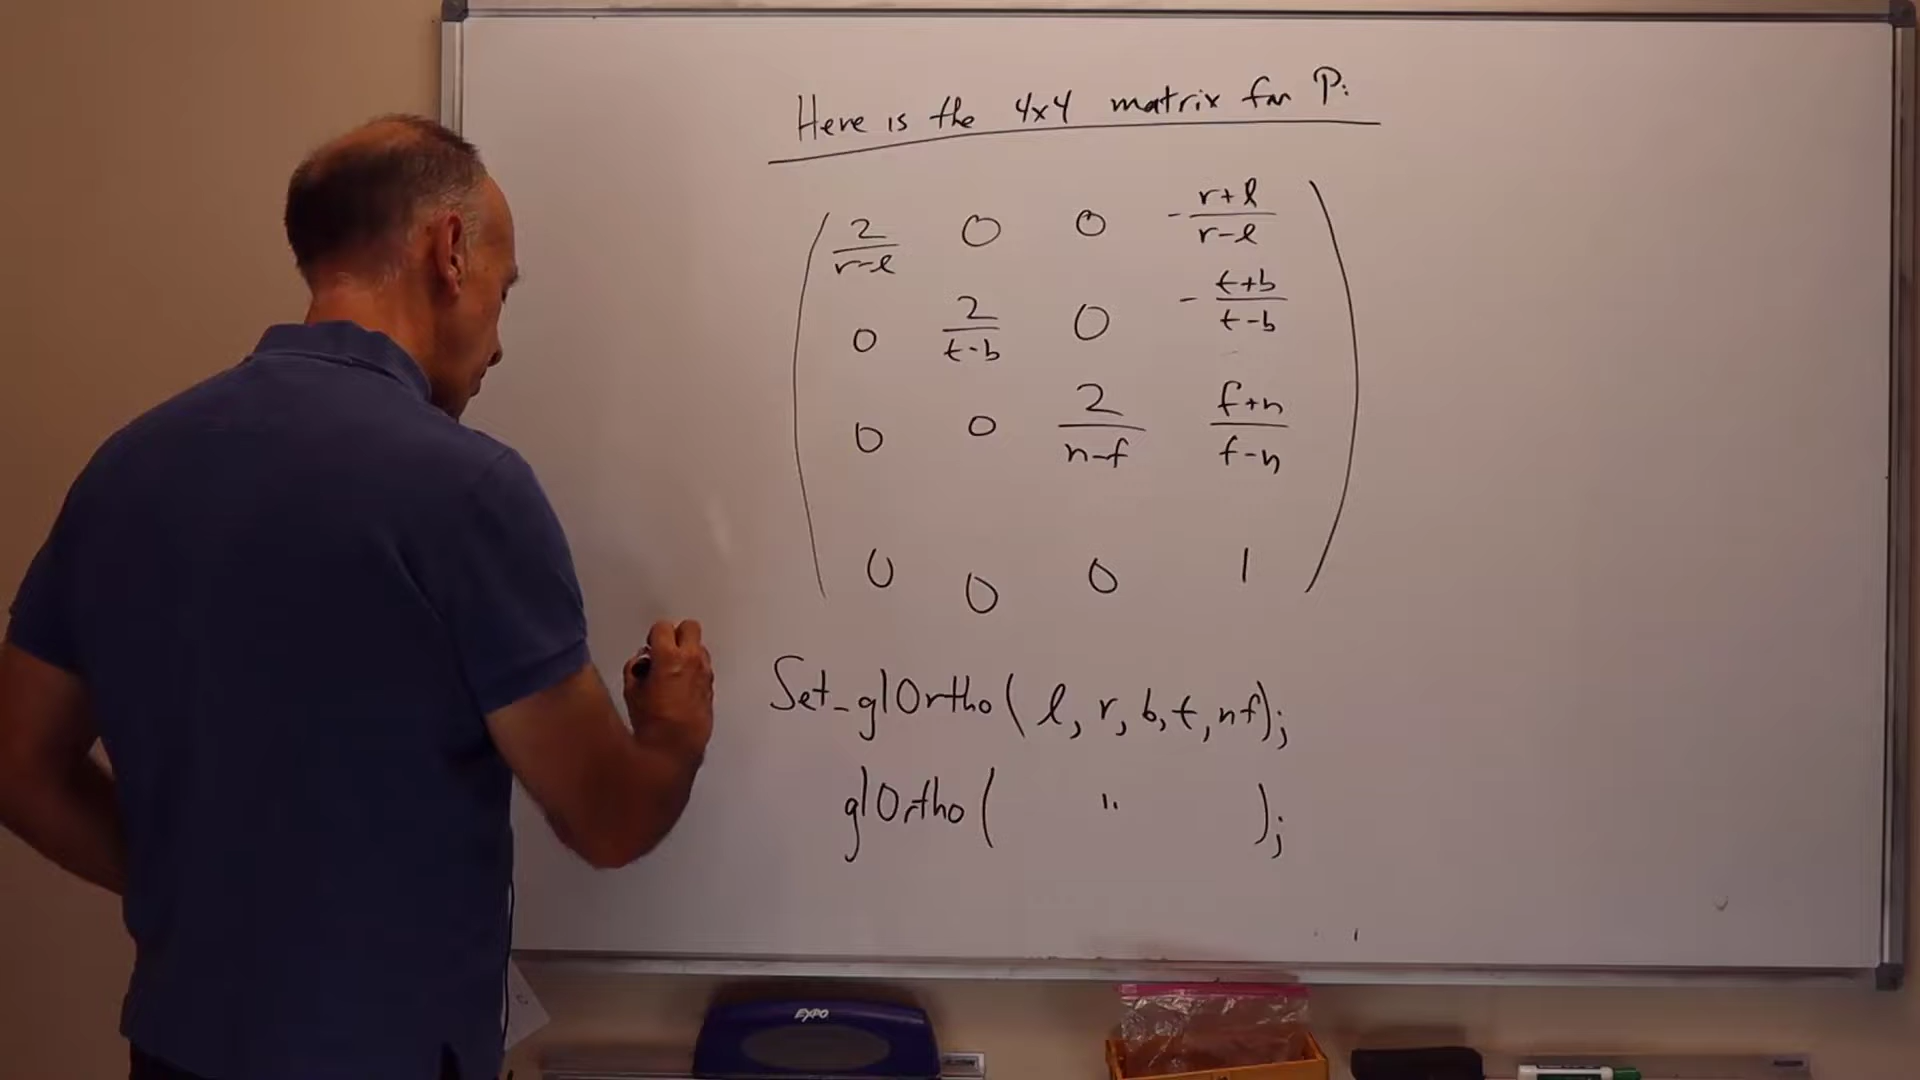 Here is the 4x4 matrix for P:
2/(r-l) 0 0 -(r+l)/(r-l)
0 2/(t-b) 0 -(t+b)/(t-b)
0 0 2/(n-f) (f+n)/(f-n)
0 0 0 1
Set_glOrtho( l, r, b, t, nf);
glOrtho( " );
EXPO